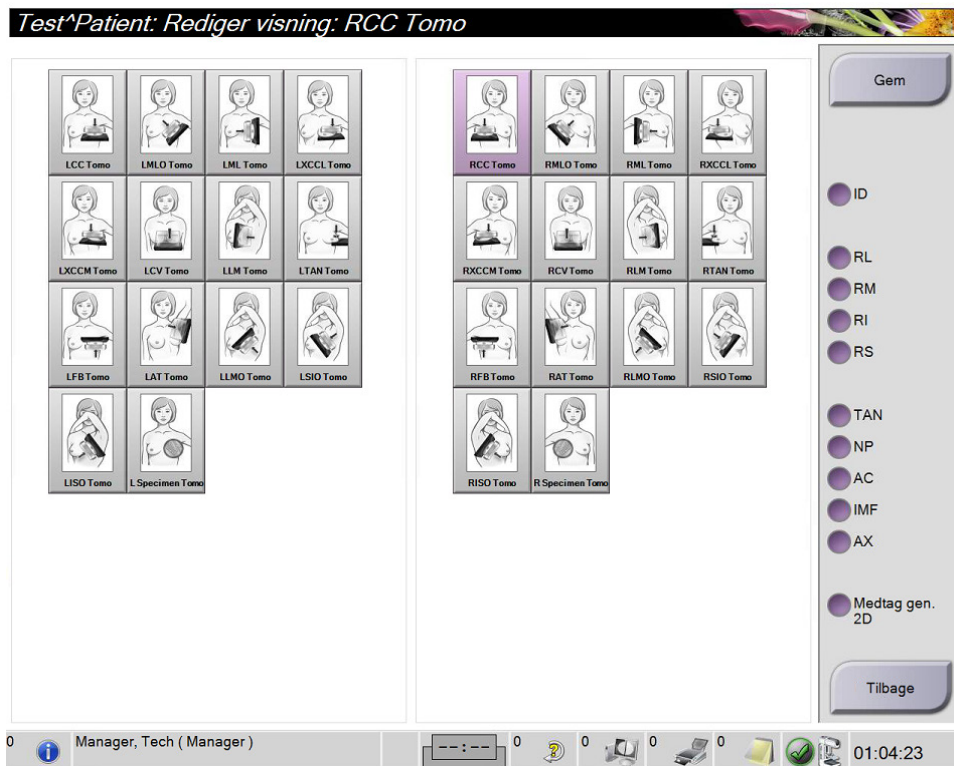 Test^Patient: Rediger visning: RCC Tomo
LCC Tomo LMLO Tomo LML Tomo LXCCL Tomo
LXCCM Tomo LCV Tomo LLM Tomo LTAN Tomo
LFB Tomo LAT Tomo LLMO Tomo LSIO Tomo
LISO Tomo L Specimen Tomo
RCC Tomo RMLO Tomo RML Tomo RXCCL Tomo
RXCCM Tomo RCV Tomo RLM Tomo RTAN Tomo
RFB Tomo RAT Tomo RLMO Tomo RSIO Tomo
RISO Tomo R Specimen Tomo
Gem
ID
RL
RM
RI
RS
TAN
NP
AC
IMF
AX
Medtag gen.
2D
Tilbage
0 Manager, Tech ( Manager ) --:-- 0 0 0 0 01:04:23